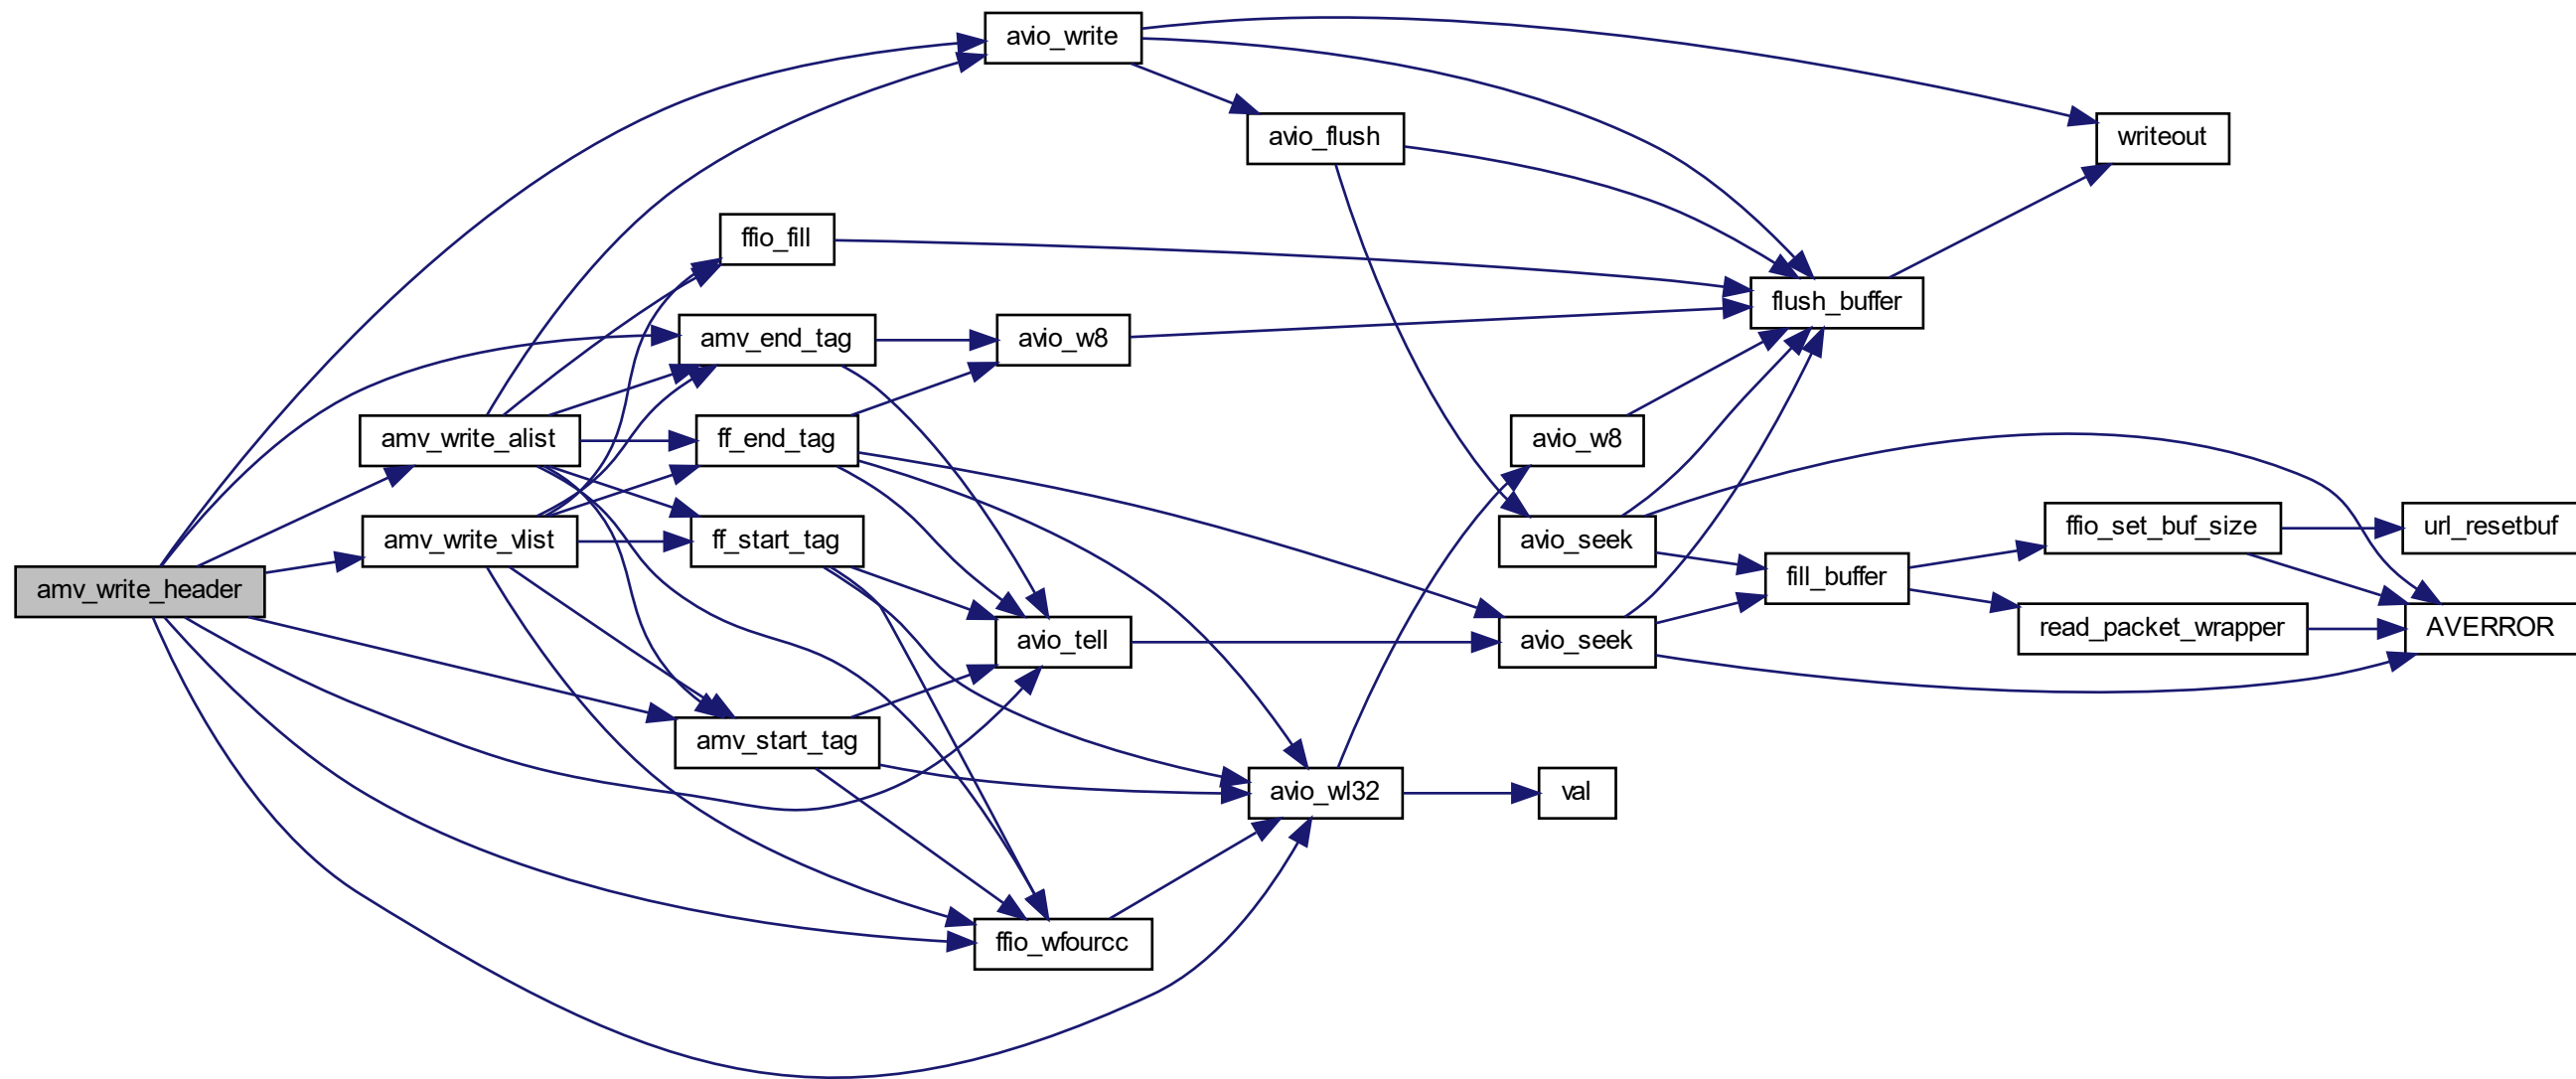 avio_write
avio_flush
writeout
ffio_fill
flush_buffer
amv_end_tag
avio_w8
amv_write_alist
ff_end_tag
avio_w8
amv_write_vlist
ff_start_tag
avio_seek
ffio_set_buf_size
url_resetbuf
amv_write_header
fill_buffer
avio_tell
avio_seek
read_packet_wrapper
AVERROR
amv_start_tag
avio_wl32
val
ffio_wfourcc